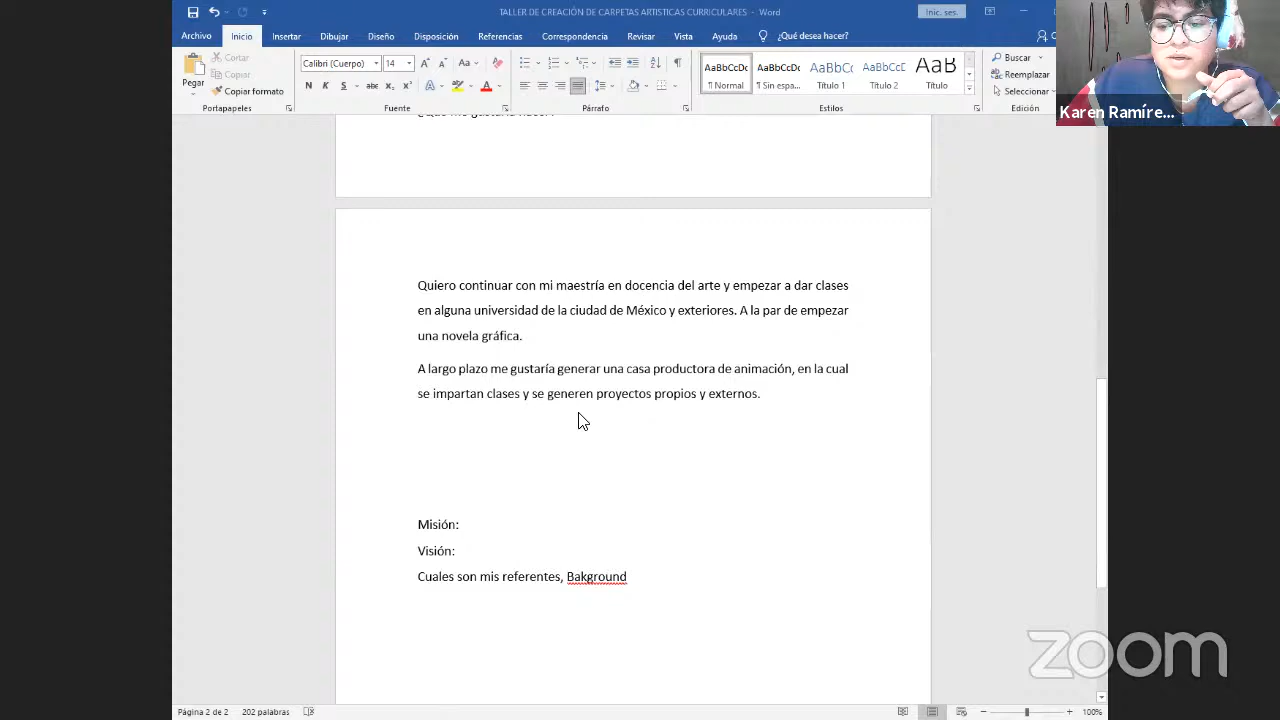 TALLER DE CREACIÓN DE CARPETAS ARTISTICAS CURRICULARES - Word
Inic. ses.
Archivo Inicio Insertar Dibujar Diseño Disposición Referencias Correspondencia Revisar Vista Ayuda ¿Qué desea hacer?
Pegar
Cortar
Copiar
Copiar formato
Portapapeles
Calibri (Cuerpo) 14
N K S abc
Fuente
Párrafo
AaBbCcDc AaBbCcDc AaBbCc AaBbCcD AaB
¶ Normal ¶ Sin espa... Título 1 Título 2 Título
Estilos
Buscar
Reemplazar
Seleccionar
Edición
Karen Ramíre...
Quiero continuar con mi maestría en docencia del arte y empezar a dar clases
en alguna universidad de la ciudad de México y exteriores. A la par de empezar
una novela gráfica.
A largo plazo me gustaría generar una casa productora de animación, en la cual
se impartan clases y se generen proyectos propios y externos.
Misión:
Visión:
Cuales son mis referentes, Bakground
zoom
Página 2 de 2 202 palabras 100%